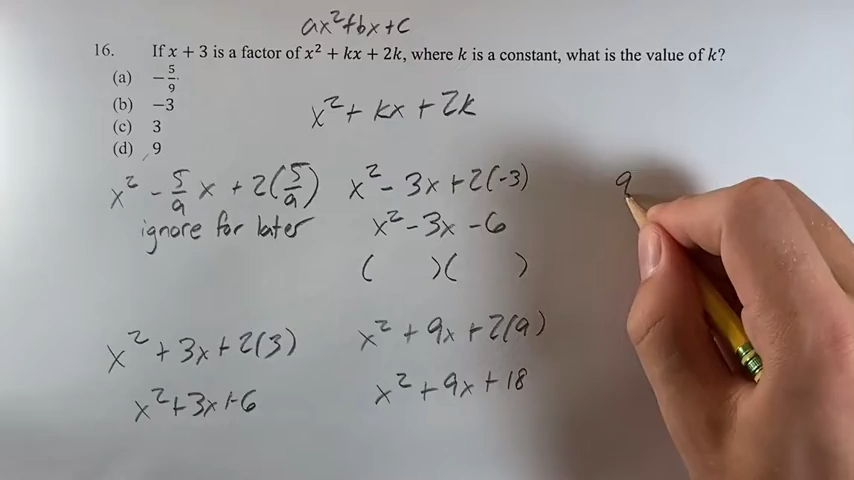 ax²+bx+c
16. If x + 3 is a factor of x² + kx + 2k, where k is a constant, what is the value of k?
(a) −5/9
(b) −3
(c) 3
(d) 9
x² + kx + 2k
x² − 5/9 x + 2(5/9)
ignore for later
x² − 3x + 2(−3)
x² − 3x − 6
( )( )
9
x² + 3x + 2(3)
x² + 3x + 6
x² + 9x + 2(9)
x² + 9x + 18